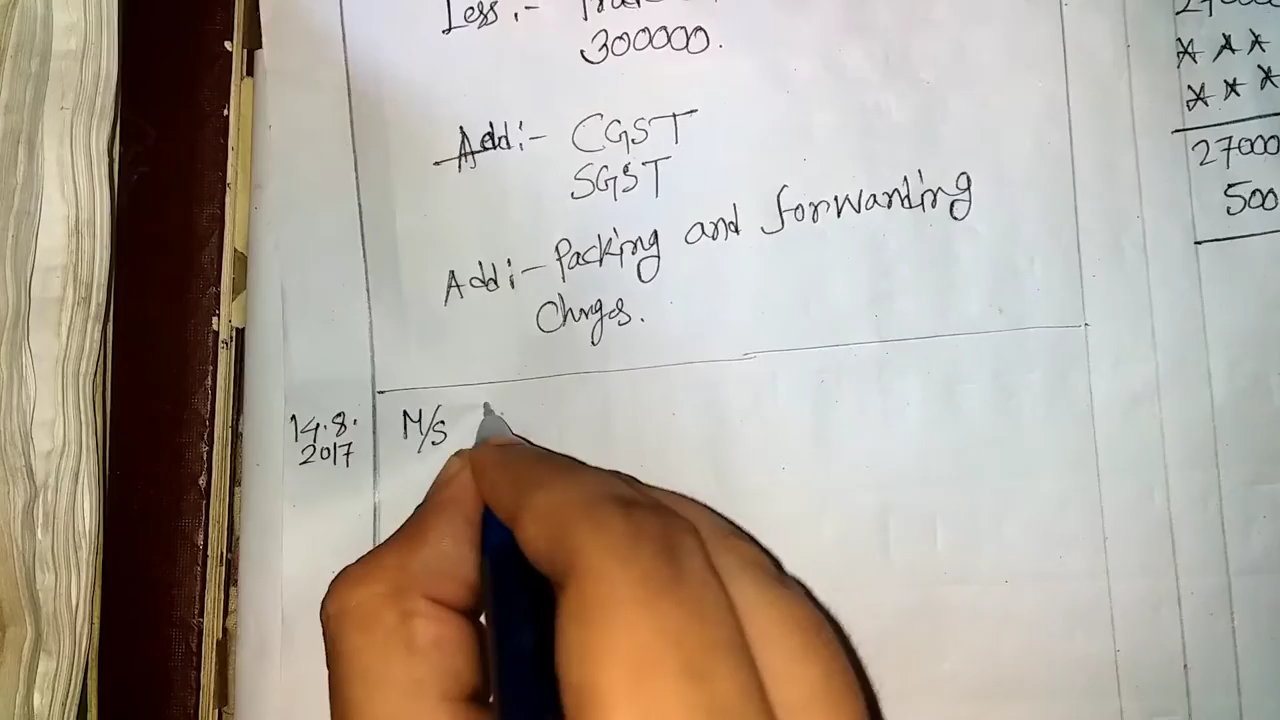 Less :-
300000.
Add:- CGST
SGST
Add:- Packing and forwarding
Chrges.
14.8.
2017
M/S
* * *
* * *
27000
500